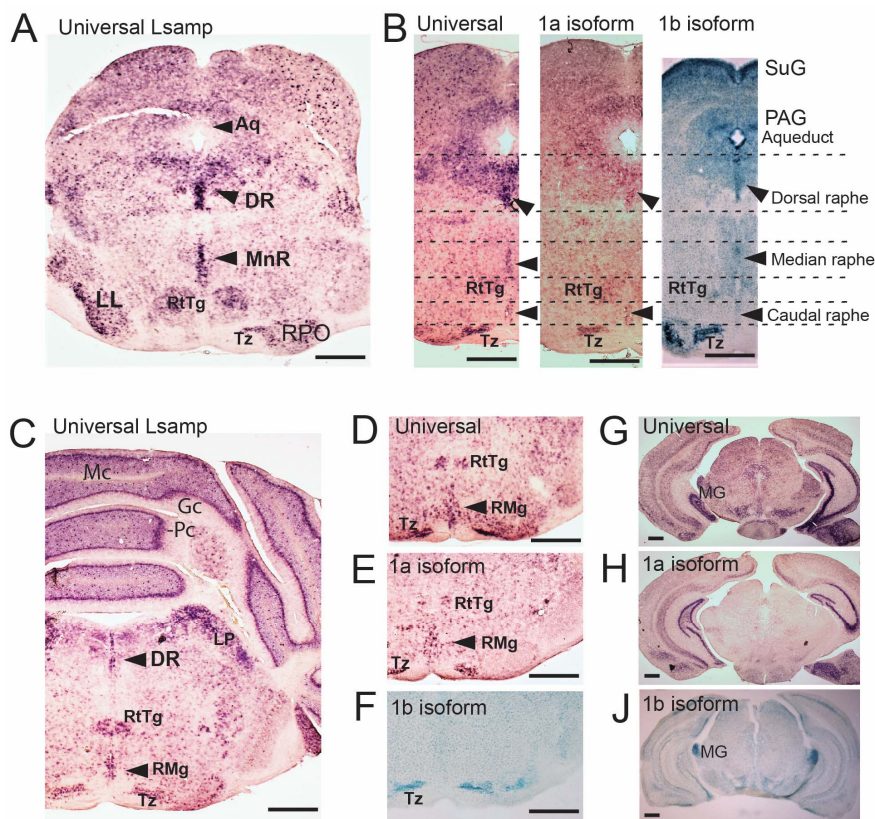 A
Universal Lsamp
Aq
DR
MnR
LL
RtTg
Tz
RPO
B
Universal
1a isoform
1b isoform
SuG
PAG
Aqueduct
Dorsal raphe
Median raphe
RtTg
RtTg
RtTg
Caudal raphe
Tz
Tz
Tz
C
Universal Lsamp
Mc
Gc
Pc
LP
DR
RtTg
RMg
Tz
D
Universal
RtTg
RMg
Tz
E
1a isoform
RtTg
RMg
Tz
F
1b isoform
Tz
G
Universal
MG
H
1a isoform
J
1b isoform
MG